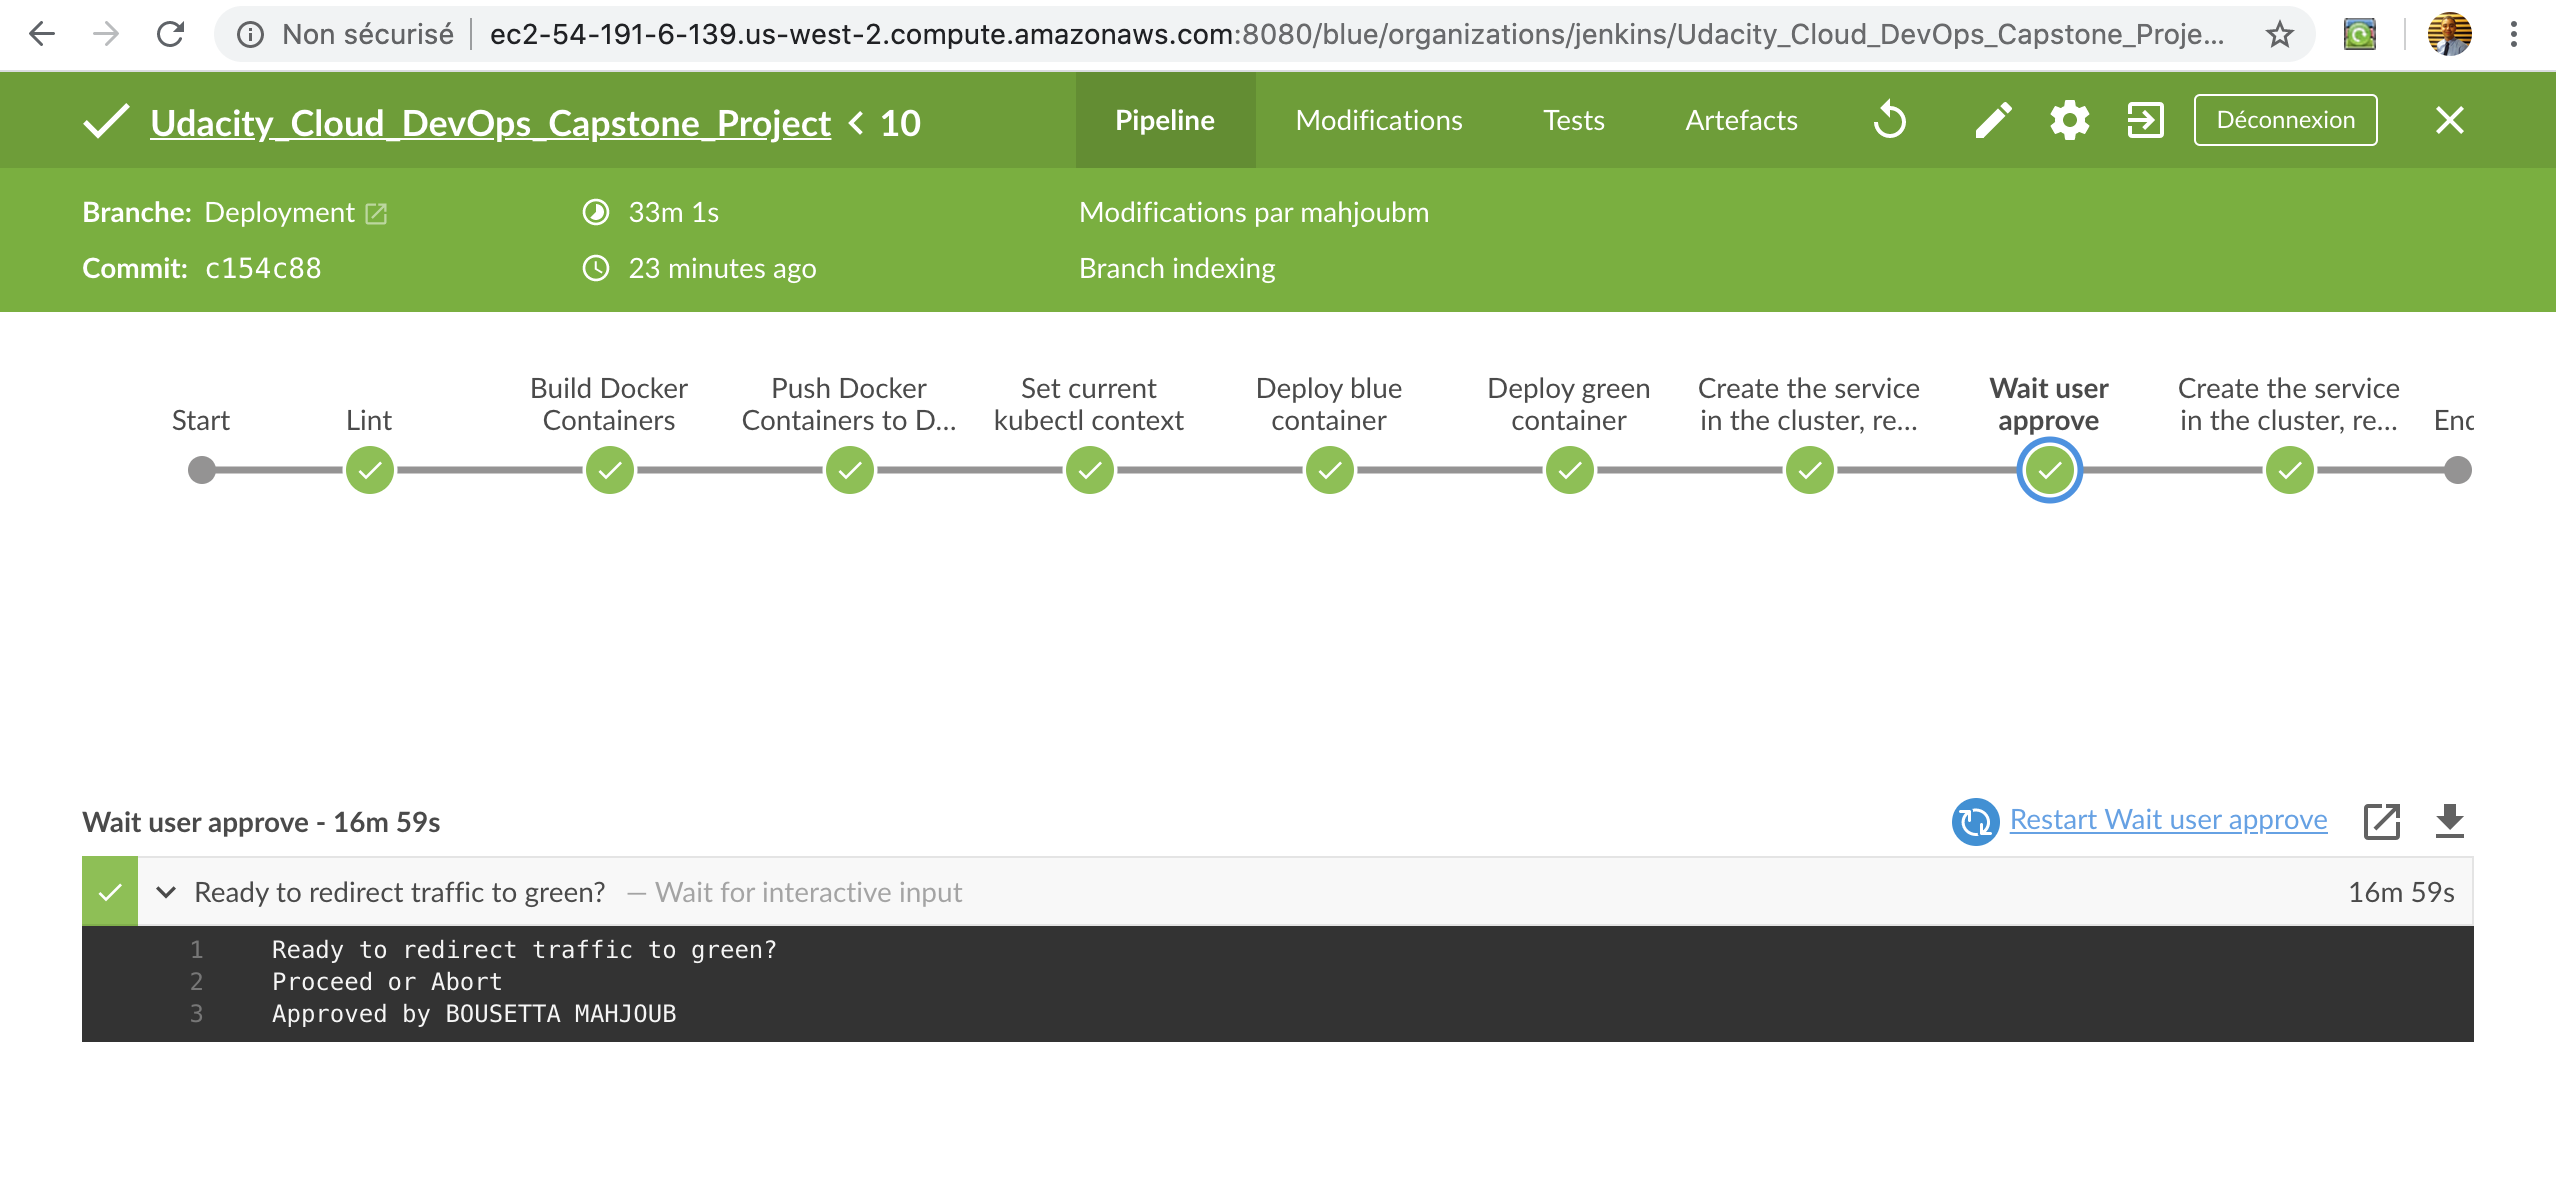 Non sécurisé ec2-54-191-6-139.us-west-2.compute.amazonaws.com:8080/blue/organizations/jenkins/Udacity_Cloud_DevOps_Capstone_Proje...
Udacity_Cloud_DevOps_Capstone_Project < 10 Pipeline Modifications Tests Artefacts Déconnexion
Branche: Deployment 33m 1s Modifications par mahjoubm
Commit: c154c88 23 minutes ago Branch indexing
Start
Lint
Build Docker
Containers
Push Docker
Containers to D...
Set current
kubectl context
Deploy blue
container
Deploy green
container
Create the service
in the cluster, re...
Wait user
approve
Create the service
in the cluster, re...
End
Wait user approve - 16m 59s Restart Wait user approve
Ready to redirect traffic to green? — Wait for interactive input 16m 59s
1 Ready to redirect traffic to green?
2 Proceed or Abort
3 Approved by BOUSETTA MAHJOUB